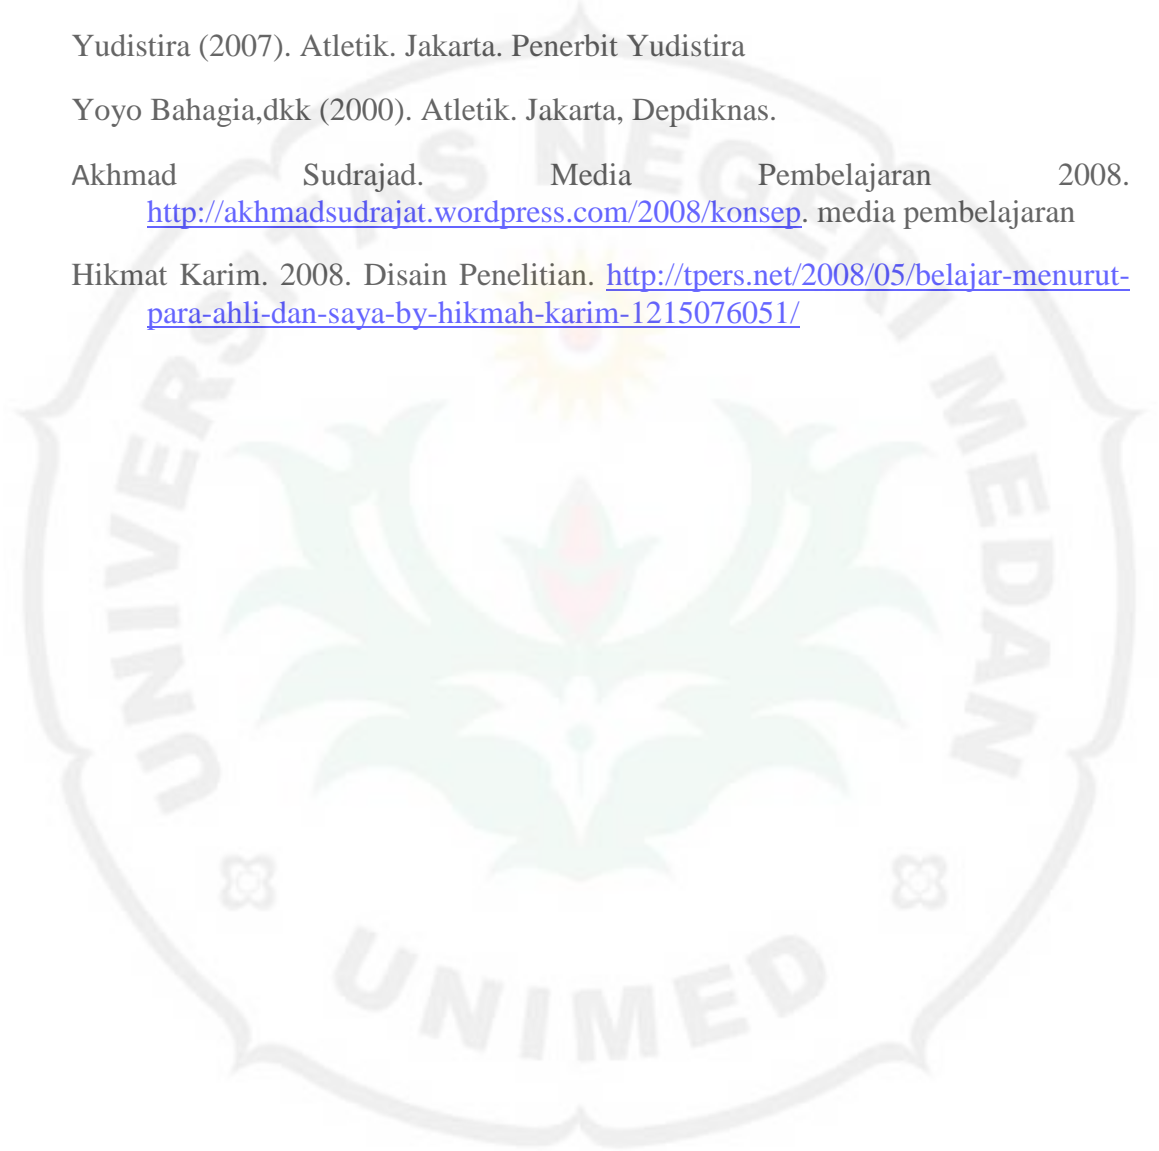 Yudistira (2007). Atletik. Jakarta. Penerbit Yudistira
Yoyo Bahagia,dkk (2000). Atletik. Jakarta, Depdiknas.
Akhmad Sudrajad. Media Pembelajaran 2008.
http://akhmadsudrajat.wordpress.com/2008/konsep. media pembelajaran
Hikmat Karim. 2008. Disain Penelitian. http://tpers.net/2008/05/belajar-menurut-
para-ahli-dan-saya-by-hikmah-karim-1215076051/
UNIVERSITAS NEGERI MEDAN
UNIMED